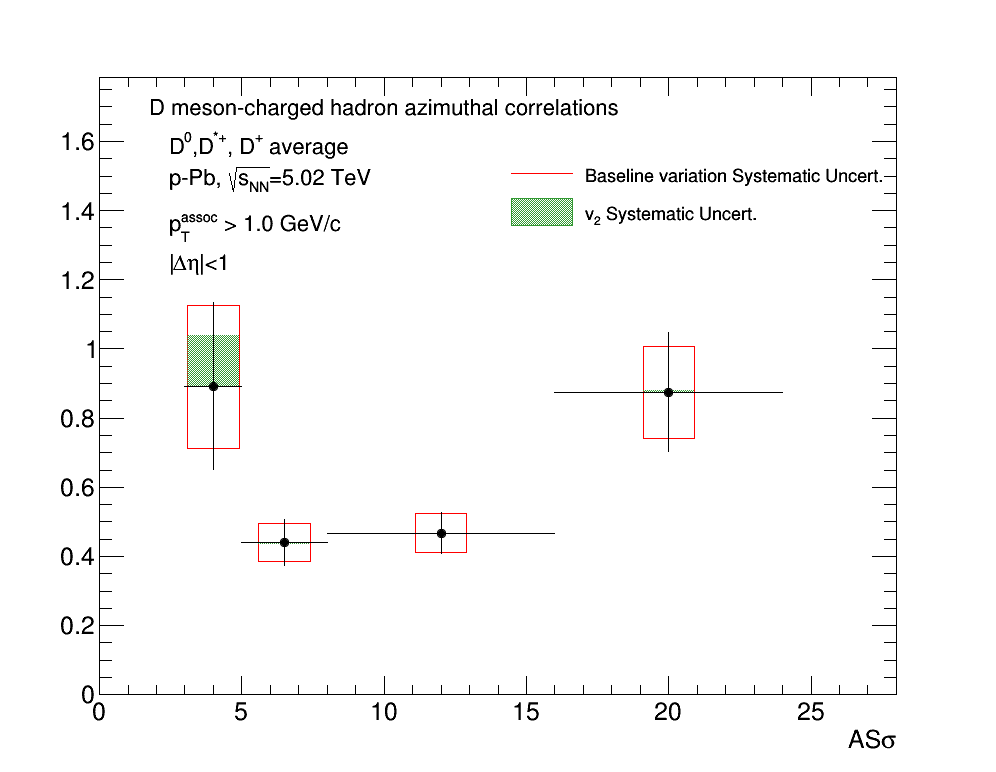 D meson-charged hadron azimuthal correlations
D⁰,D*⁺, D⁺ average
p-Pb, √s_NN=5.02 TeV
p_T^assoc > 1.0 GeV/c
|Δη|<1
Baseline variation Systematic Uncert.
v₂ Systematic Uncert.
1.6
1.4
1.2
1
0.8
0.6
0.4
0.2
0
0 5 10 15 20 25
ASσ